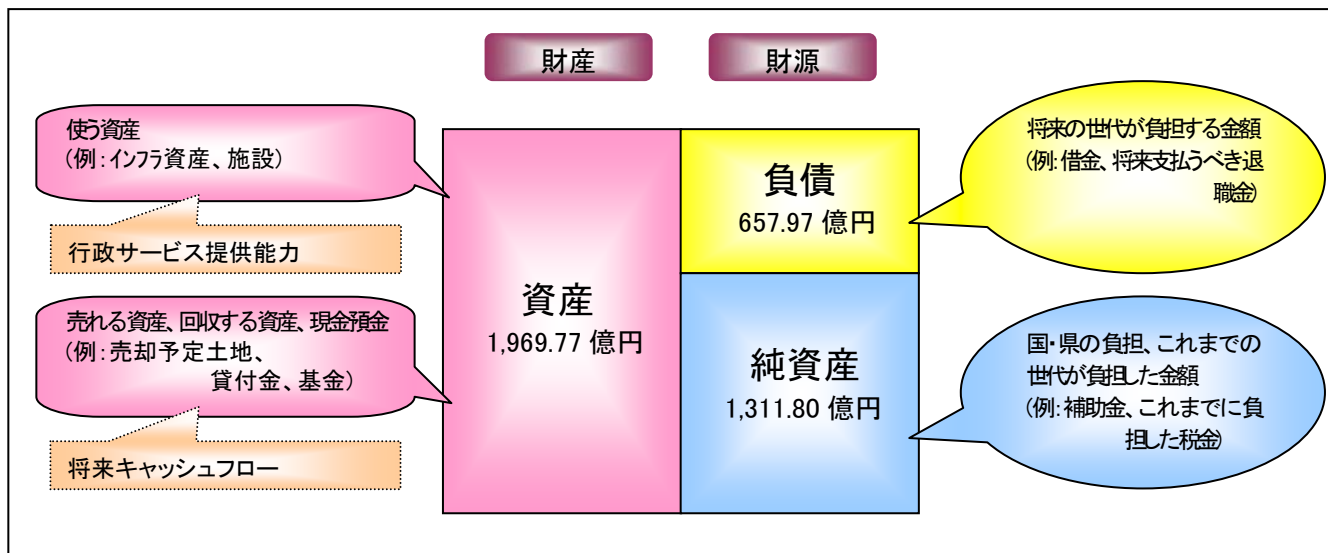 財産
財源
使う資産
(例:インフラ資産、施設)
行政サービス提供能力
売れる資産、回収する資産、現金預金
(例:売却予定土地、
貸付金、基金)
将来キャッシュフロー
資産
1,969.77 億円
負債
657.97 億円
純資産
1,311.80 億円
将来の世代が負担する金額
(例:借金、将来支払うべき退
職金)
国・県の負担、これまでの
世代が負担した金額
(例:補助金、これまでに負
担した税金)